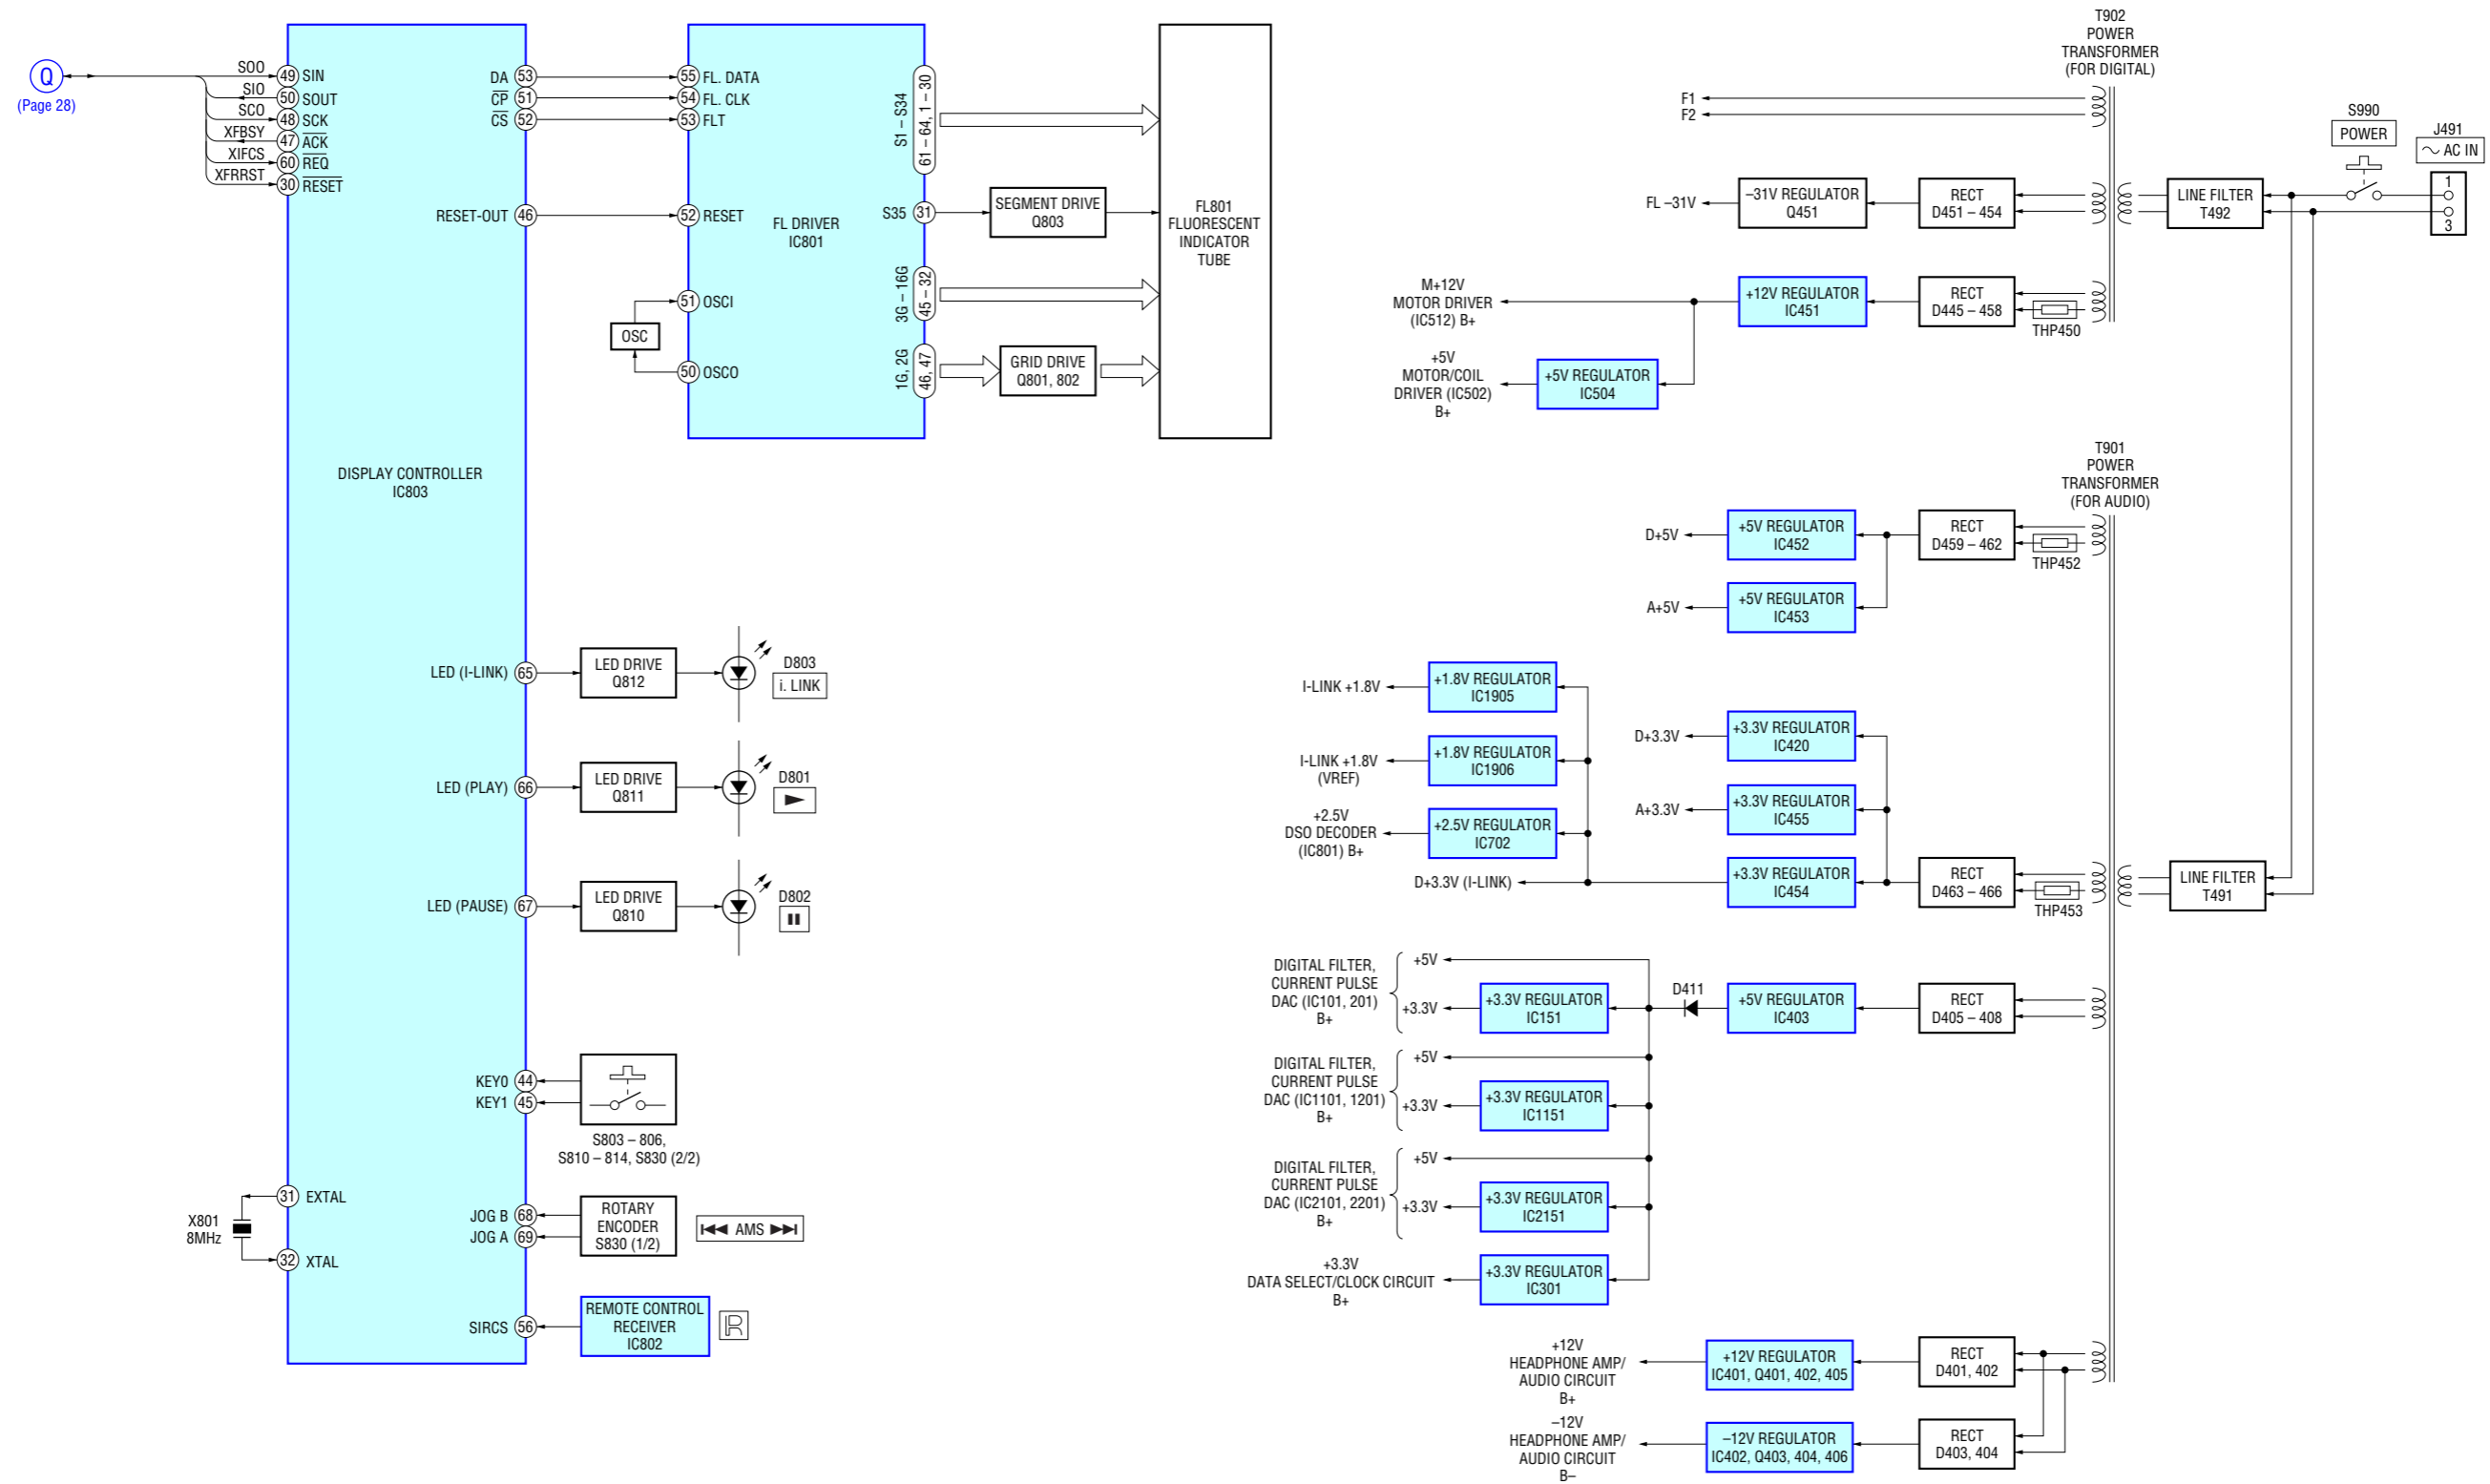 Q
(Page 28)
SOO
SIO
SCO
XFBSY
XIFCS
XFRRST
49 SIN
50 SOUT
48 SCK
47 ACK
60 REQ
30 RESET
DISPLAY CONTROLLER
IC803
DA 53
CP 51
CS 52
RESET-OUT 46
LED (I-LINK) 65
LED (PLAY) 66
LED (PAUSE) 67
KEY0 44
KEY1 45
JOG B 68
JOG A 69
SIRCS 56
31 EXTAL
32 XTAL
X801
8MHz
55 FL. DATA
54 FL. CLK
53 FLT
52 RESET
51 OSCI
50 OSCO
OSC
FL DRIVER
IC801
S1 – S34
61 – 64, 1 – 30
S35 31
3G – 16G
45 – 32
1G, 2G
46, 47
SEGMENT DRIVE
Q803
GRID DRIVE
Q801, 802
FL801
FLUORESCENT
INDICATOR
TUBE
LED DRIVE
Q812
D803
i. LINK
LED DRIVE
Q811
D801
LED DRIVE
Q810
D802
S803 – 806,
S810 – 814, S830 (2/2)
ROTARY
ENCODER
S830 (1/2)
AMS
REMOTE CONTROL
RECEIVER
IC802
R
T902
POWER
TRANSFORMER
(FOR DIGITAL)
F1
F2
S990
POWER
J491
AC IN
1
3
LINE FILTER
T492
FL –31V
–31V REGULATOR
Q451
RECT
D451 – 454
M+12V
MOTOR DRIVER
(IC512) B+
+12V REGULATOR
IC451
RECT
D445 – 458
THP450
+5V
MOTOR/COIL
DRIVER (IC502)
B+
+5V REGULATOR
IC504
T901
POWER
TRANSFORMER
(FOR AUDIO)
D+5V
+5V REGULATOR
IC452
RECT
D459 – 462
THP452
A+5V
+5V REGULATOR
IC453
I-LINK +1.8V
+1.8V REGULATOR
IC1905
I-LINK +1.8V
(VREF)
+1.8V REGULATOR
IC1906
D+3.3V
+3.3V REGULATOR
IC420
+2.5V
DSO DECODER
(IC801) B+
+2.5V REGULATOR
IC702
A+3.3V
+3.3V REGULATOR
IC455
D+3.3V (I-LINK)
+3.3V REGULATOR
IC454
RECT
D463 – 466
THP453
LINE FILTER
T491
DIGITAL FILTER,
CURRENT PULSE
DAC (IC101, 201)
B+
+5V
+3.3V
+3.3V REGULATOR
IC151
D411
+5V REGULATOR
IC403
RECT
D405 – 408
DIGITAL FILTER,
CURRENT PULSE
DAC (IC1101, 1201)
B+
+5V
+3.3V
+3.3V REGULATOR
IC1151
DIGITAL FILTER,
CURRENT PULSE
DAC (IC2101, 2201)
B+
+5V
+3.3V
+3.3V REGULATOR
IC2151
+3.3V
DATA SELECT/CLOCK CIRCUIT
B+
+3.3V REGULATOR
IC301
+12V
HEADPHONE AMP/
AUDIO CIRCUIT
B+
+12V REGULATOR
IC401, Q401, 402, 405
RECT
D401, 402
–12V
HEADPHONE AMP/
AUDIO CIRCUIT
B–
–12V REGULATOR
IC402, Q403, 404, 406
RECT
D403, 404